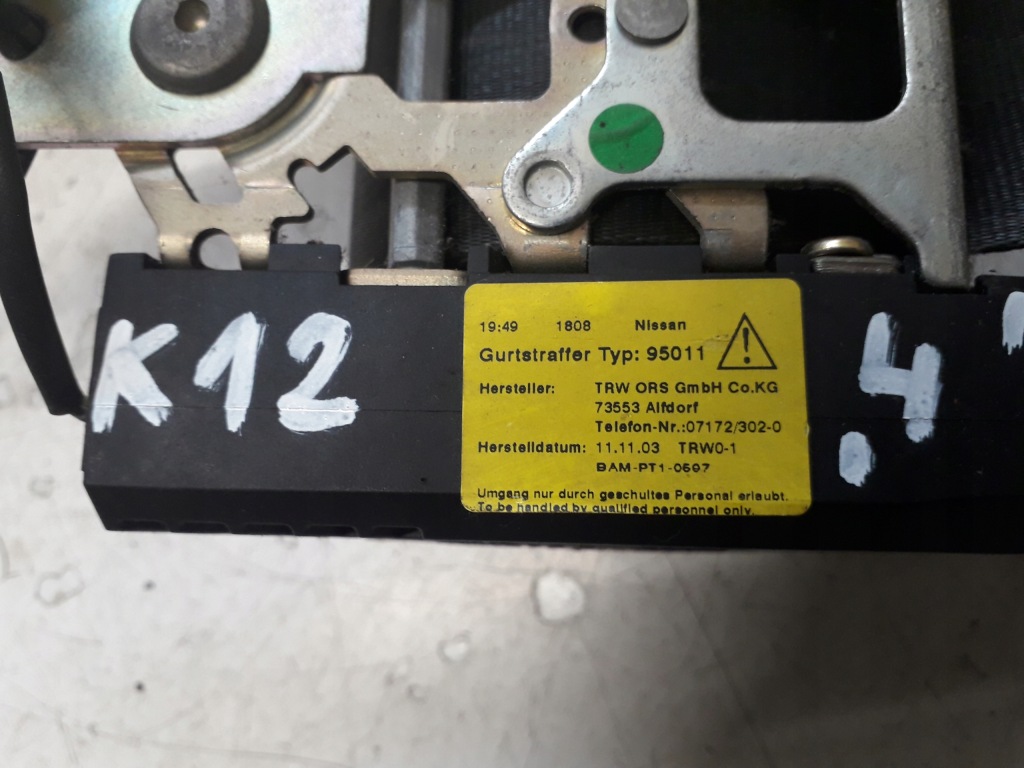 K12
19:49 1808 Nissan
Gurtstraffer Typ: 95011
Hersteller: TRW ORS GmbH Co.KG
73553 Alfdorf
Telefon-Nr.:07172/302-0
Herstelldatum: 11.11.03 TRW0-1
BAM-PT1-0597
Umgang nur durch geschultes Personal erlaubt.
To be handled by qualified personnel only.
.4